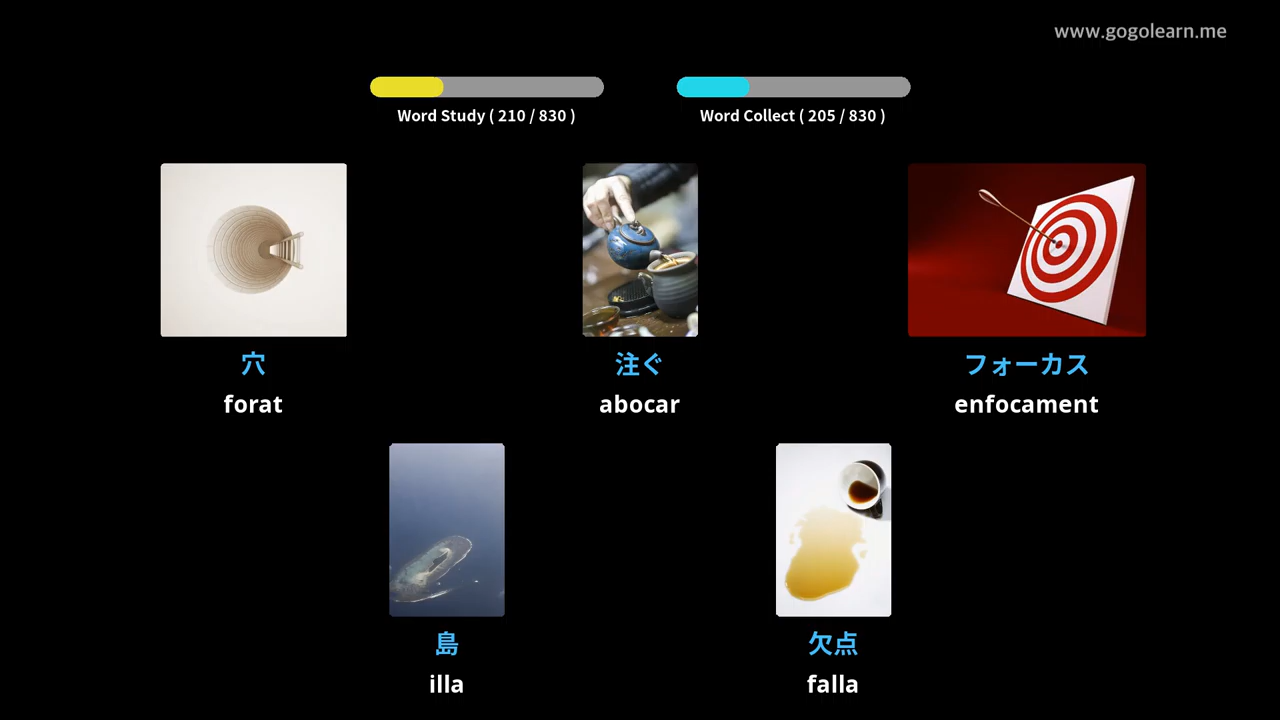 www.gogolearn.me
Word Study ( 210 / 830 )
Word Collect ( 205 / 830 )
穴
forat
注ぐ
abocar
フォーカス
enfocament
島
illa
欠点
falla